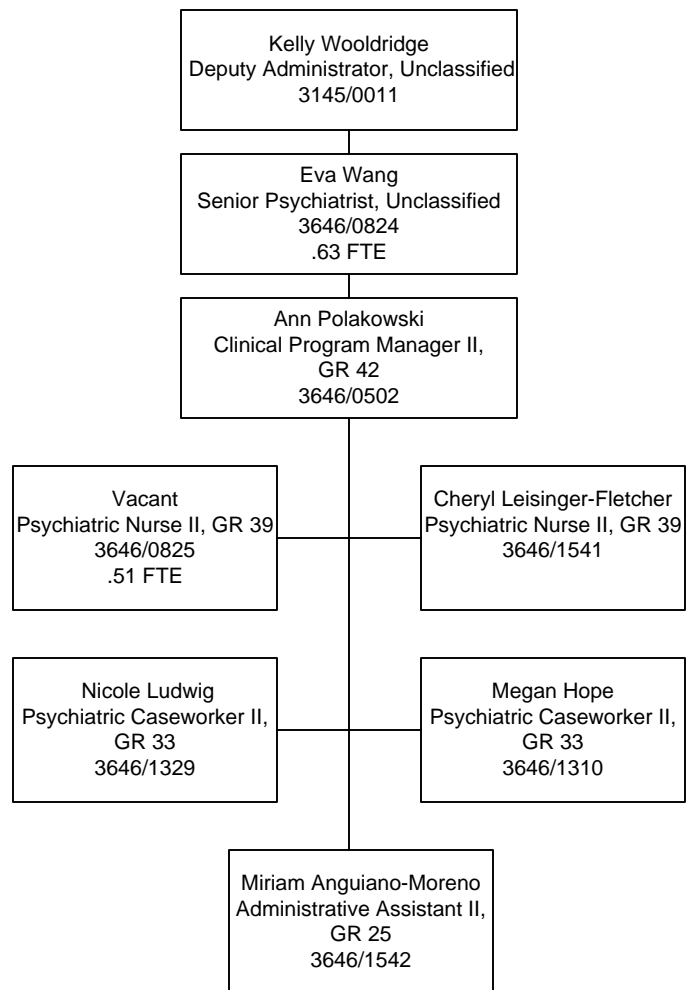 Kelly Wooldridge
Deputy Administrator, Unclassified
3145/0011
Eva Wang
Senior Psychiatrist, Unclassified
3646/0824
.63 FTE
Ann Polakowski
Clinical Program Manager II,
GR 42
3646/0502
Vacant
Psychiatric Nurse II, GR 39
3646/0825
.51 FTE
Cheryl Leisinger-Fletcher
Psychiatric Nurse II, GR 39
3646/1541
Nicole Ludwig
Psychiatric Caseworker II,
GR 33
3646/1329
Megan Hope
Psychiatric Caseworker II,
GR 33
3646/1310
Miriam Anguiano-Moreno
Administrative Assistant II,
GR 25
3646/1542